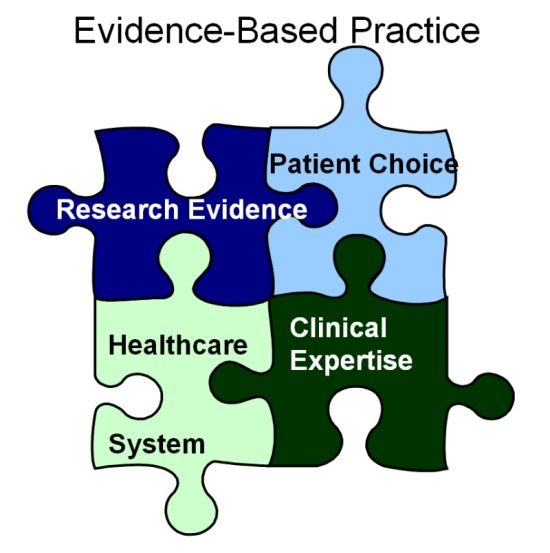 Evidence-Based Practice
Patient Choice
Research Evidence
Healthcare
System
Clinical
Expertise